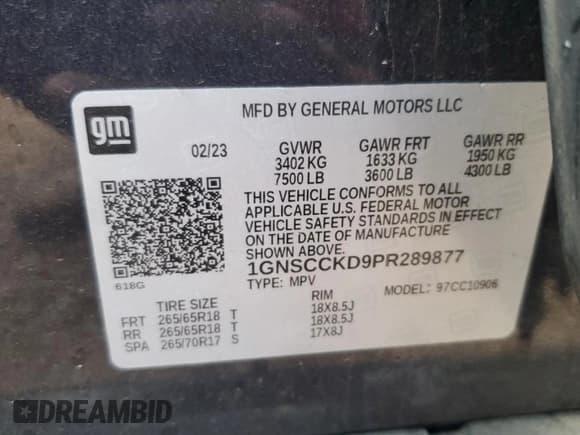 gm
MFD BY GENERAL MOTORS LLC
02/23 GVWR GAWR FRT GAWR RR
3402 KG 1633 KG 1950 KG
7500 LB 3600 LB 4300 LB
THIS VEHICLE CONFORMS TO ALL
APPLICABLE U.S. FEDERAL MOTOR
VEHICLE SAFETY STANDARDS IN EFFECT
ON THE DATE OF MANUFACTURE
SHOWN ABOVE.
1GNSCCKD9PR289877
618G TYPE: MPV MODEL: 97CC10906
TIRE SIZE RIM
FRT 265/65R18 T 18X8.5J
RR 265/65R18 T 18X8.5J
SPA 265/70R17 S 17X8J
DREAMBID